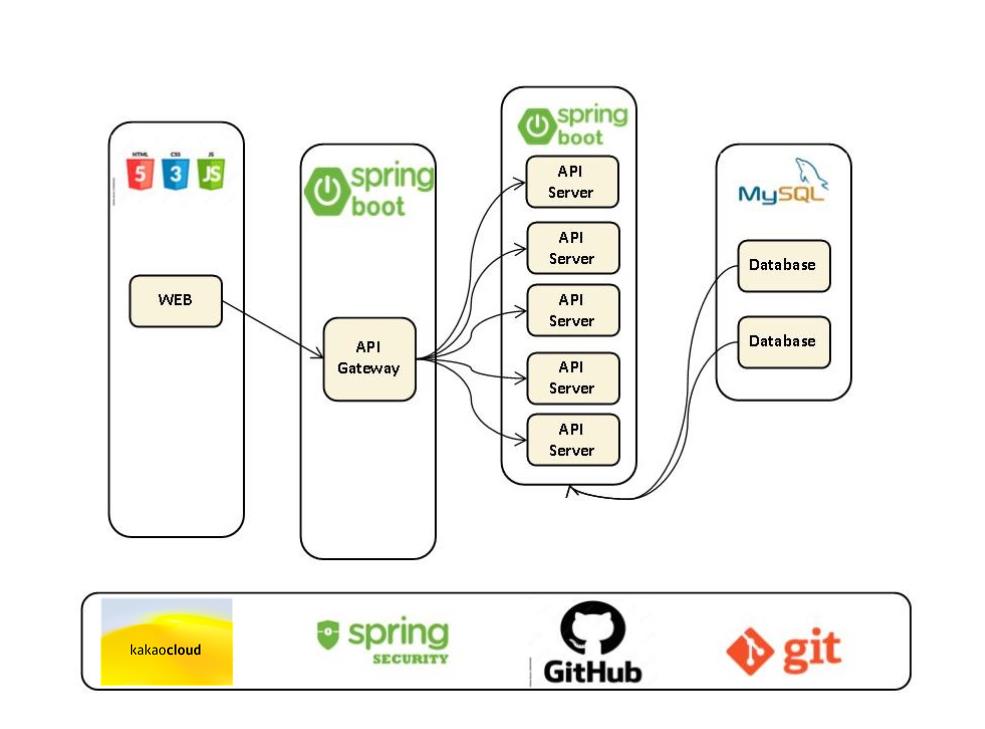 HTML CSS JS
5 3 JS
WEB
spring
boot
API
Gateway
spring
boot
API
Server
API
Server
API
Server
API
Server
API
Server
MySQL
Database
Database
kakaocloud
spring
SECURITY
GitHub
git